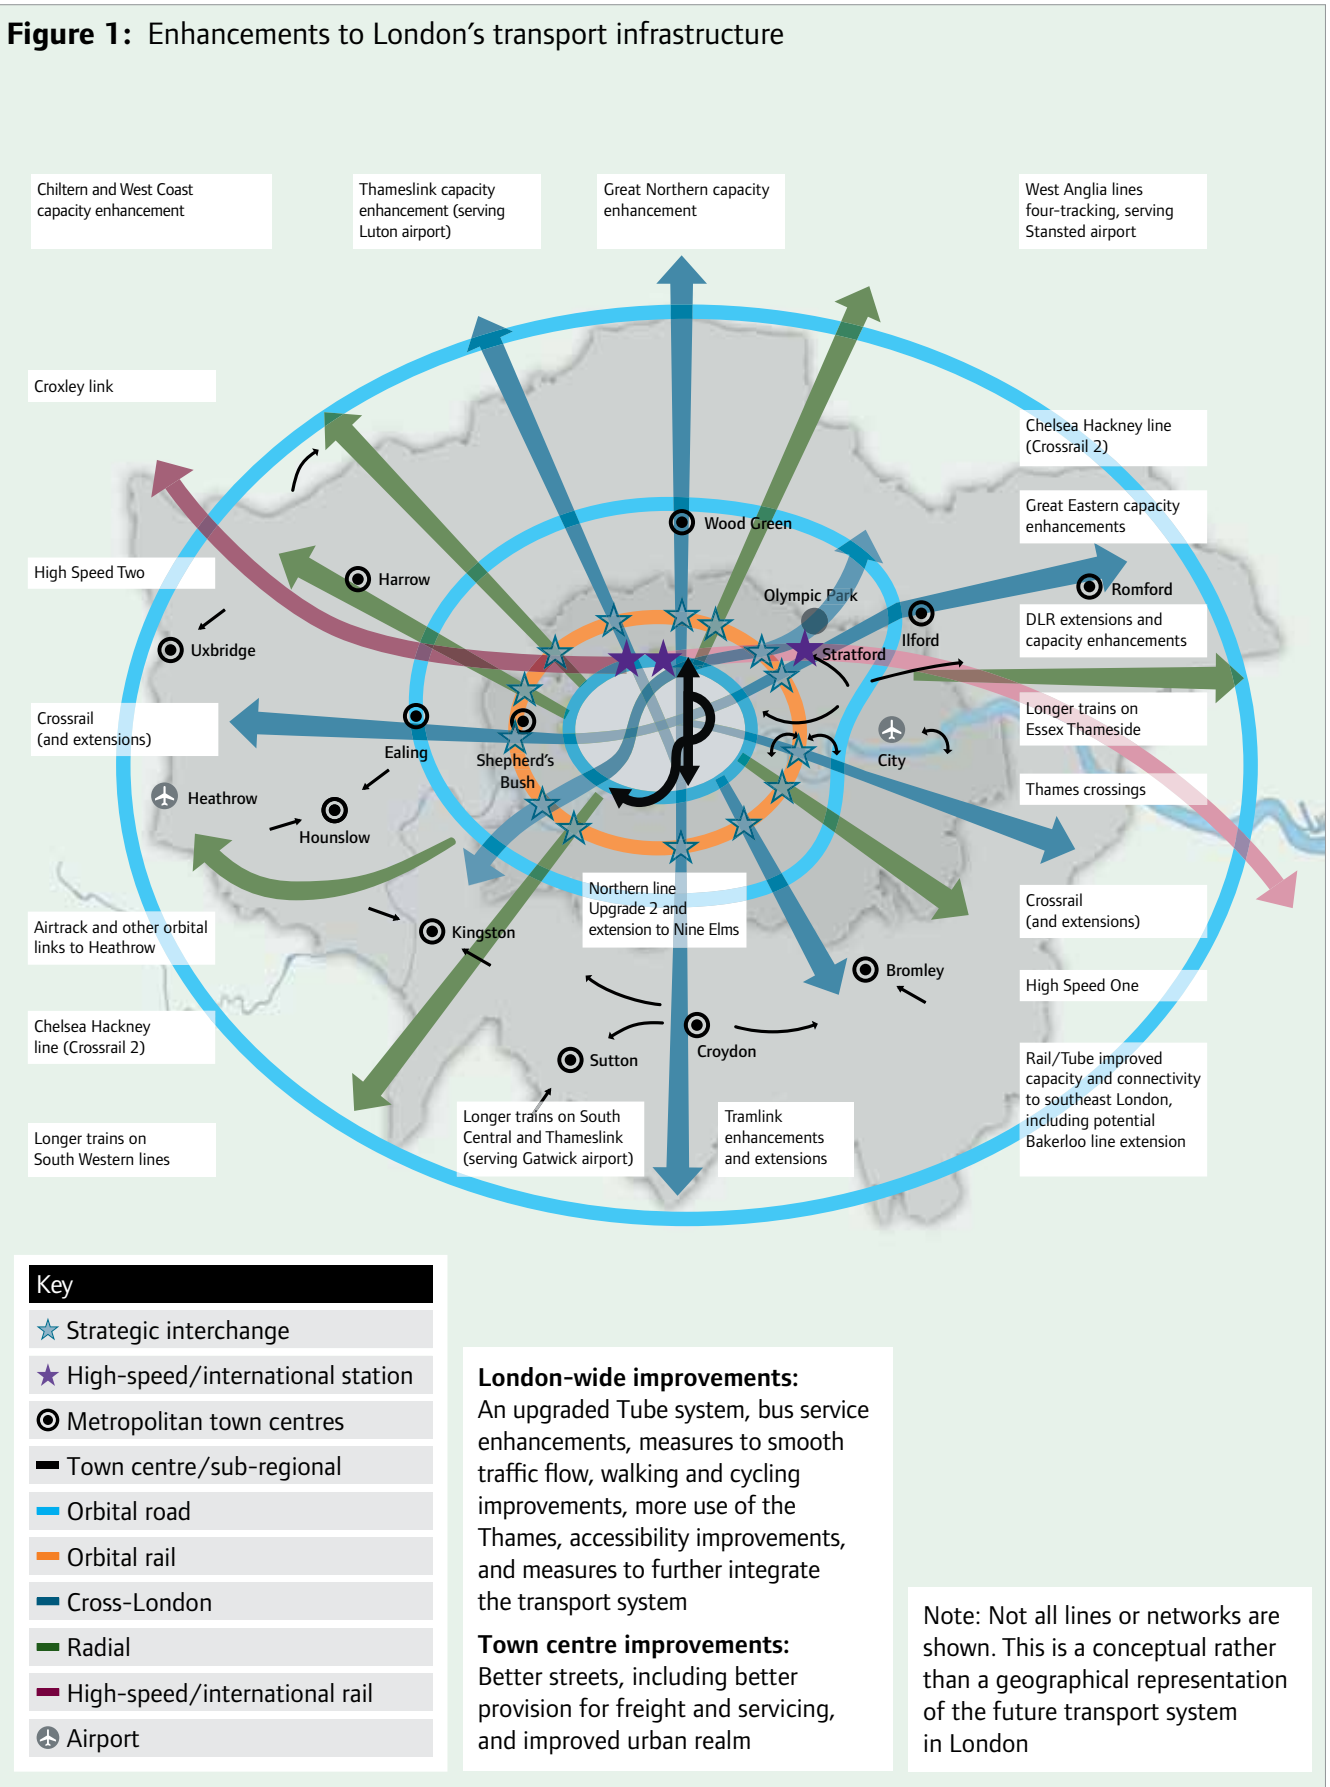 Figure 1: Enhancements to London’s transport infrastructure
Chiltern and West Coast
capacity enhancement
Thameslink capacity
enhancement (serving
Luton airport)
Great Northern capacity
enhancement
West Anglia lines
four-tracking, serving
Stansted airport
Croxley link
Chelsea Hackney line
(Crossrail 2)
Great Eastern capacity
enhancements
Wood Green
High Speed Two
Harrow
Olympic Park
Romford
Uxbridge
Ilford
DLR extensions and
capacity enhancements
Stratford
Crossrail
(and extensions)
Longer trains on
Essex Thameside
Ealing
Shepherd’s
Bush
City
Heathrow
Thames crossings
Hounslow
Northern line
Upgrade 2 and
extension to Nine Elms
Crossrail
(and extensions)
Airtrack and other orbital
links to Heathrow
Kingston
Bromley
High Speed One
Chelsea Hackney
line (Crossrail 2)
Sutton
Croydon
Rail/Tube improved
capacity and connectivity
to southeast London,
including potential
Bakerloo line extension
Longer trains on
South Western lines
Longer trains on South
Central and Thameslink
(serving Gatwick airport)
Tramlink
enhancements
and extensions
Key
Strategic interchange
High-speed/international station
Metropolitan town centres
Town centre/sub-regional
Orbital road
Orbital rail
Cross-London
Radial
High-speed/international rail
Airport
London-wide improvements:
An upgraded Tube system, bus service
enhancements, measures to smooth
traffic flow, walking and cycling
improvements, more use of the
Thames, accessibility improvements,
and measures to further integrate
the transport system
Town centre improvements:
Better streets, including better
provision for freight and servicing,
and improved urban realm
Note: Not all lines or networks are
shown. This is a conceptual rather
than a geographical representation
of the future transport system
in London